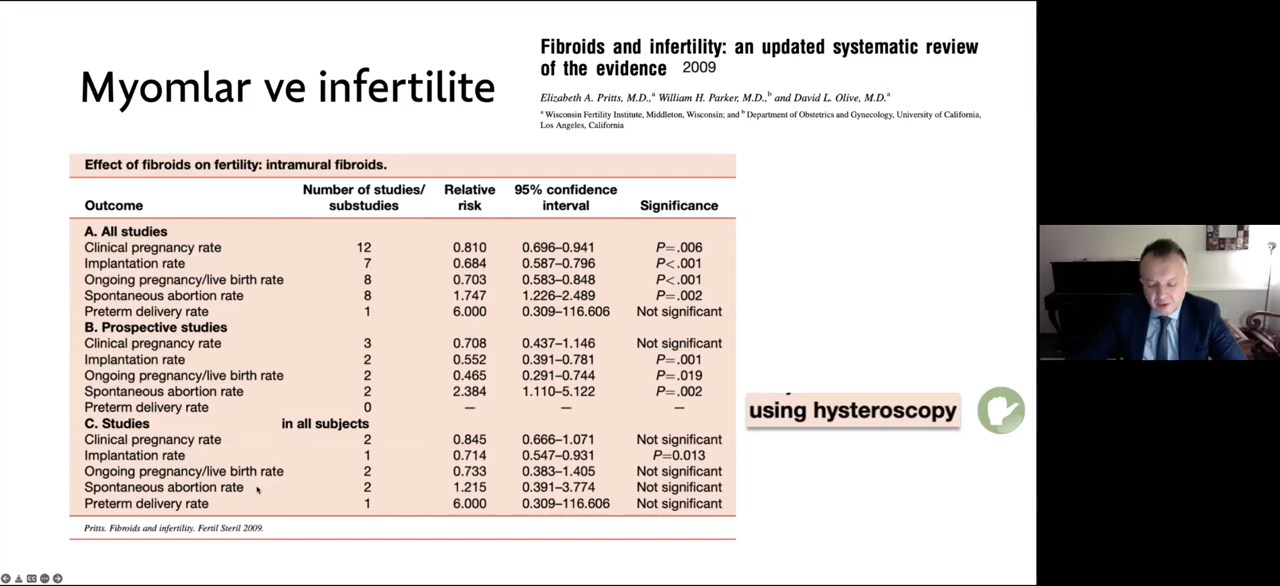 Myomlar ve infertilite
Fibroids and infertility: an updated systematic review
of the evidence 2009
Elizabeth A. Pritts, M.D.,a William H. Parker, M.D.,b and David L. Olive, M.D.a
a Wisconsin Fertility Institute, Middleton, Wisconsin; and b Department of Obstetrics and Gynecology, University of California,
Los Angeles, California
Effect of fibroids on fertility: intramural fibroids.
Number of studies/ Relative 95% confidence
Outcome substudies risk interval Significance
A. All studies
Clinical pregnancy rate 12 0.810 0.696–0.941 P=.006
Implantation rate 7 0.684 0.587–0.796 P<.001
Ongoing pregnancy/live birth rate 8 0.703 0.583–0.848 P<.001
Spontaneous abortion rate 8 1.747 1.226–2.489 P=.002
Preterm delivery rate 1 6.000 0.309–116.606 Not significant
B. Prospective studies
Clinical pregnancy rate 3 0.708 0.437–1.146 Not significant
Implantation rate 2 0.552 0.391–0.781 P=.001
Ongoing pregnancy/live birth rate 2 0.465 0.291–0.744 P=.019
Spontaneous abortion rate 2 2.384 1.110–5.122 P=.002
Preterm delivery rate 0 — — —
C. Studies in all subjects
Clinical pregnancy rate 2 0.845 0.666–1.071 Not significant
Implantation rate 1 0.714 0.547–0.931 P=0.013
Ongoing pregnancy/live birth rate 2 0.733 0.383–1.405 Not significant
Spontaneous abortion rate 2 1.215 0.391–3.774 Not significant
Preterm delivery rate 1 6.000 0.309–116.606 Not significant
Pritts. Fibroids and infertility. Fertil Steril 2009.
using hysteroscopy